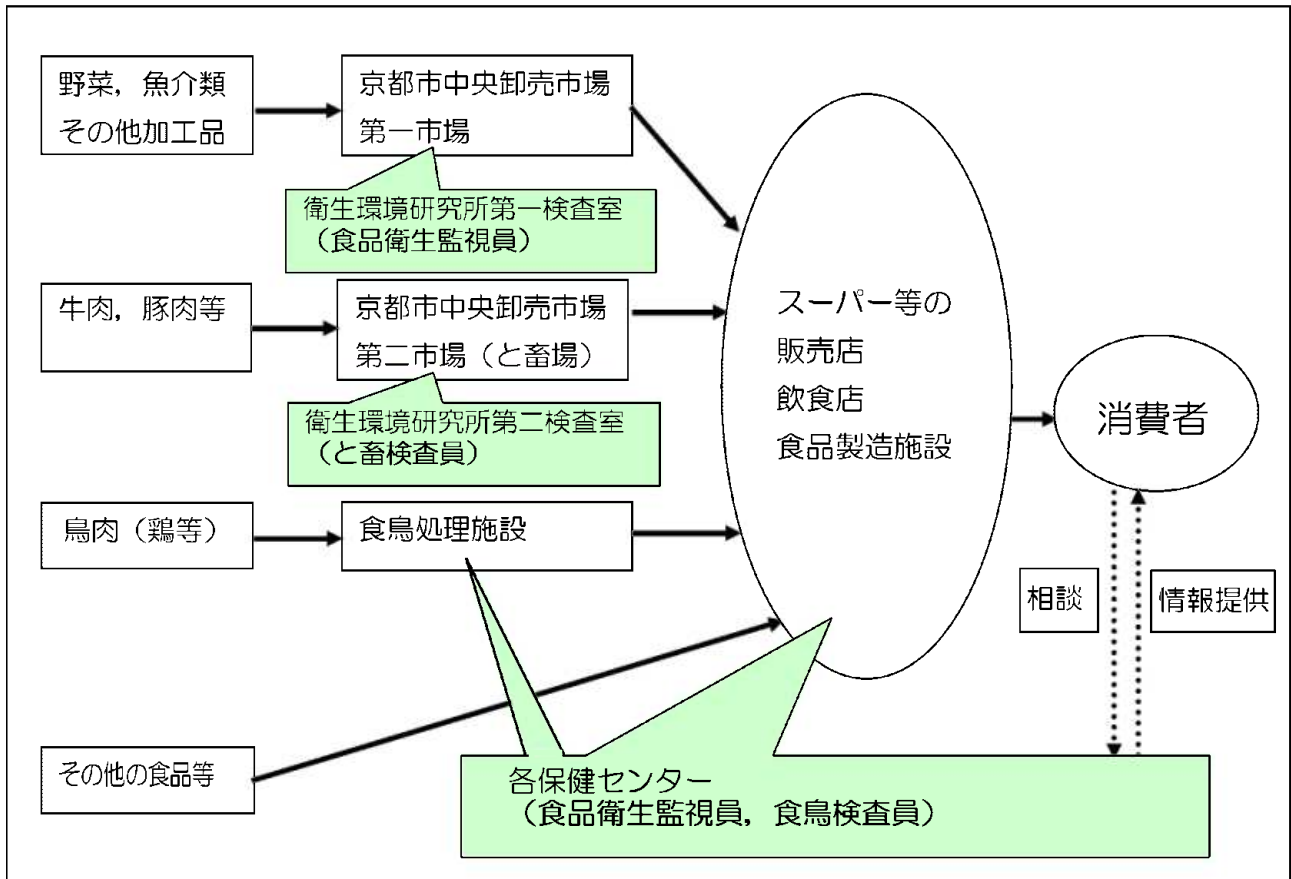 野菜，魚介類
その他加工品
京都市中央卸売市場
第一市場
衛生環境研究所第一検査室
（食品衛生監視員）
牛肉，豚肉等
京都市中央卸売市場
第二市場（と畜場）
衛生環境研究所第二検査室
（と畜検査員）
鳥肉（鶏等）
食鳥処理施設
その他の食品等
スーパー等の
販売店
飲食店
食品製造施設
消費者
相談
情報提供
各保健センター
（食品衛生監視員，食鳥検査員）